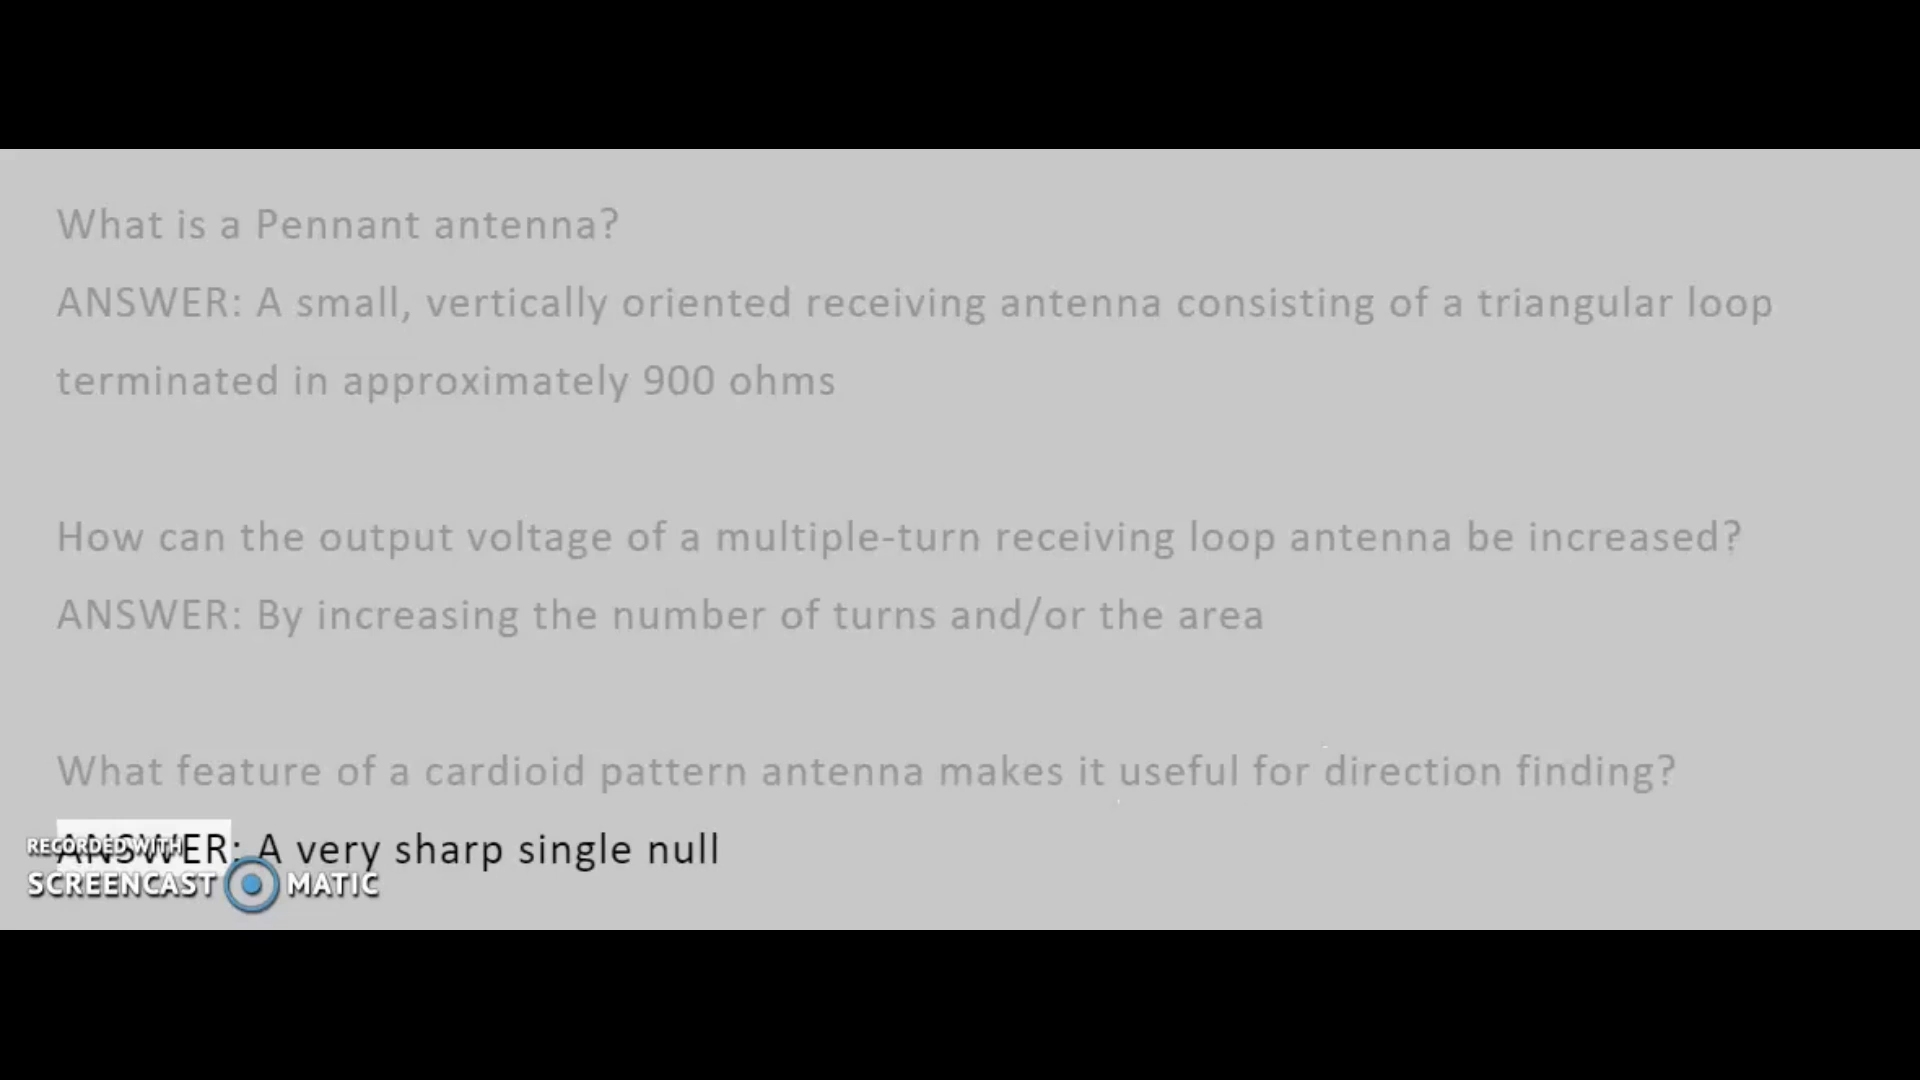 What is a Pennant antenna?
ANSWER: A small, vertically oriented receiving antenna consisting of a triangular loop
terminated in approximately 900 ohms
How can the output voltage of a multiple-turn receiving loop antenna be increased?
ANSWER: By increasing the number of turns and/or the area
What feature of a cardioid pattern antenna makes it useful for direction finding?
ANSWER: A very sharp single null
RECORDED WITH
SCREENCAST MATIC